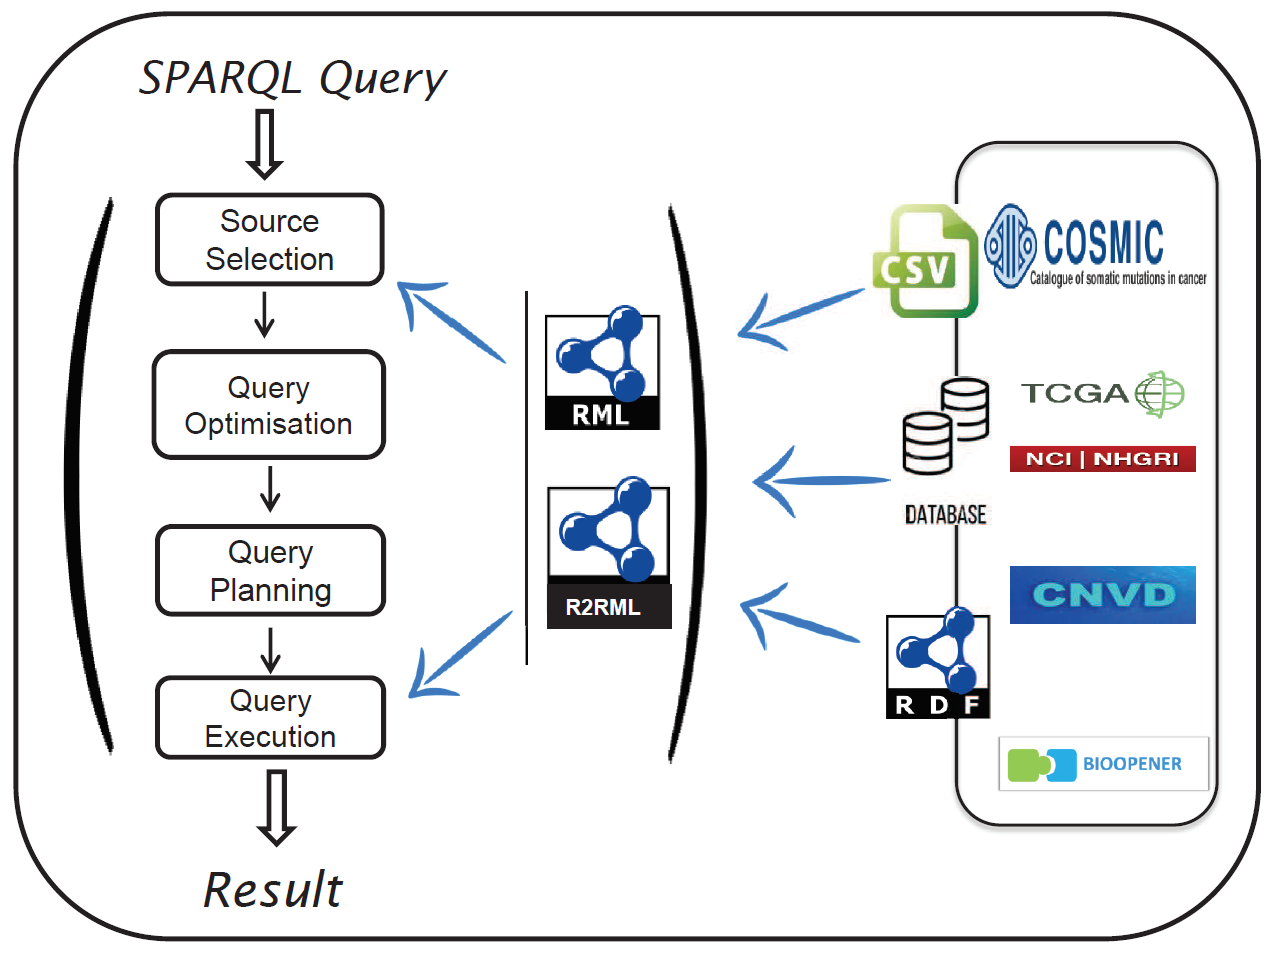 SPARQL Query
Source
Selection
Query
Optimisation
Query
Planning
Query
Execution
Result
RML
R2RML
CSV
DATABASE
R D F
COSMIC
Catalogue of somatic mutations in cancer
TCGA
NCI | NHGRI
CNVD
BIOOPENER